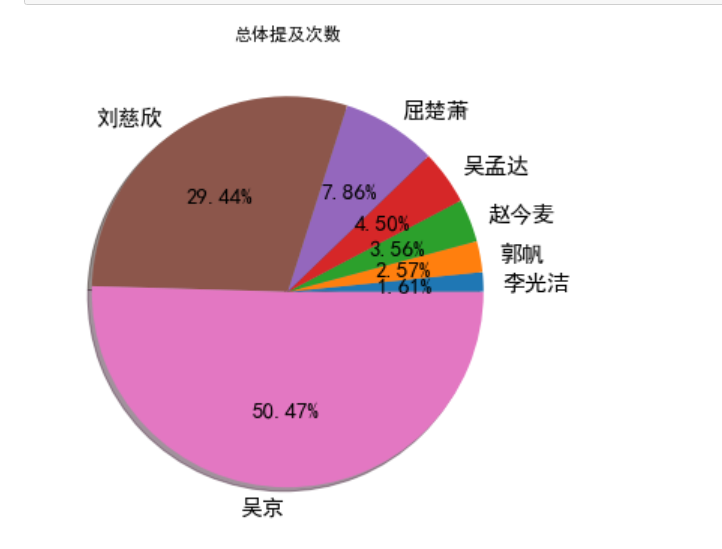 总体提及次数
刘慈欣
屈楚萧
吴孟达
赵今麦
郭帆
李光洁
29.44%
7.86%
4.50%
3.56%
2.57%
1.61%
50.47%
吴京